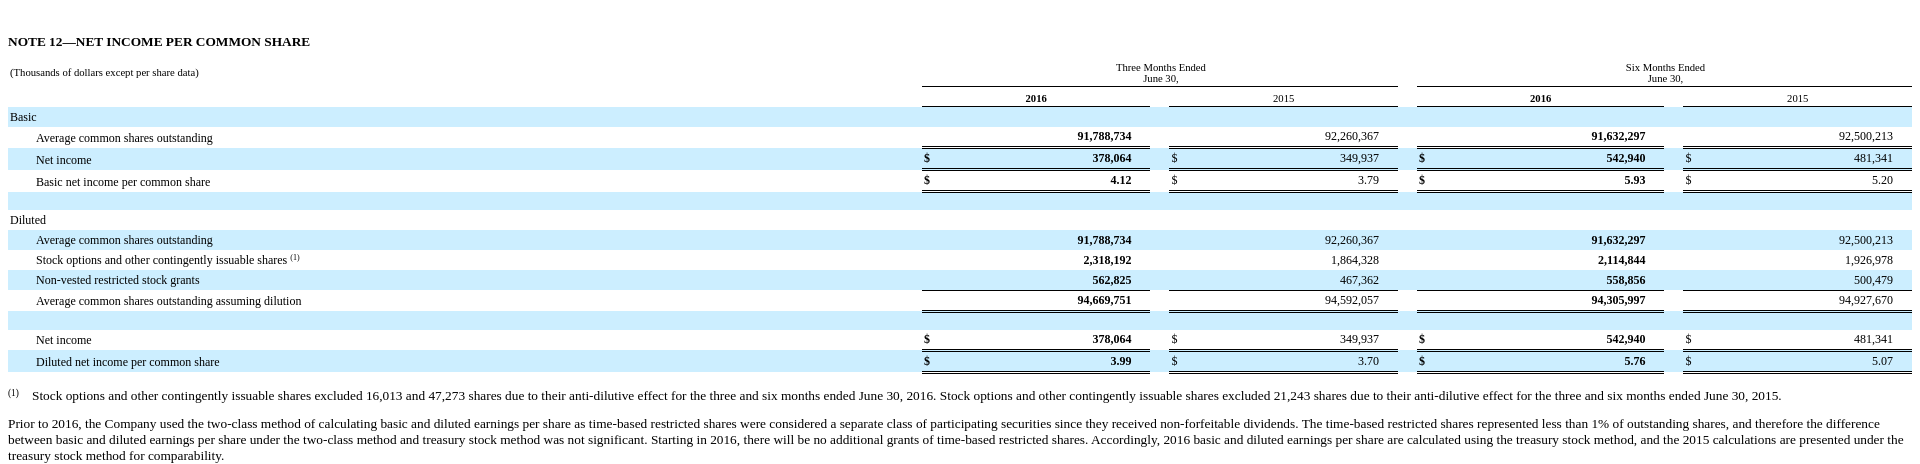 NOTE 12—NET INCOME PER COMMON SHARE
(Thousands of dollars except per share data) Three Months Ended June 30, Six Months Ended June 30,
2016 2015 2016 2015
Basic
Average common shares outstanding 91,788,734 92,260,367 91,632,297 92,500,213
Net income $ 378,064 $ 349,937 $ 542,940 $ 481,341
Basic net income per common share $ 4.12 $ 3.79 $ 5.93 $ 5.20
Diluted
Average common shares outstanding 91,788,734 92,260,367 91,632,297 92,500,213
Stock options and other contingently issuable shares (1) 2,318,192 1,864,328 2,114,844 1,926,978
Non-vested restricted stock grants 562,825 467,362 558,856 500,479
Average common shares outstanding assuming dilution 94,669,751 94,592,057 94,305,997 94,927,670
Net income $ 378,064 $ 349,937 $ 542,940 $ 481,341
Diluted net income per common share $ 3.99 $ 3.70 $ 5.76 $ 5.07
(1) Stock options and other contingently issuable shares excluded 16,013 and 47,273 shares due to their anti-dilutive effect for the three and six months ended June 30, 2016. Stock options and other contingently issuable shares excluded 21,243 shares due to their anti-dilutive effect for the three and six months ended June 30, 2015.
Prior to 2016, the Company used the two-class method of calculating basic and diluted earnings per share as time-based restricted shares were considered a separate class of participating securities since they received non-forfeitable dividends. The time-based restricted shares represented less than 1% of outstanding shares, and therefore the difference
between basic and diluted earnings per share under the two-class method and treasury stock method was not significant. Starting in 2016, there will be no additional grants of time-based restricted shares. Accordingly, 2016 basic and diluted earnings per share are calculated using the treasury stock method, and the 2015 calculations are presented under the
treasury stock method for comparability.